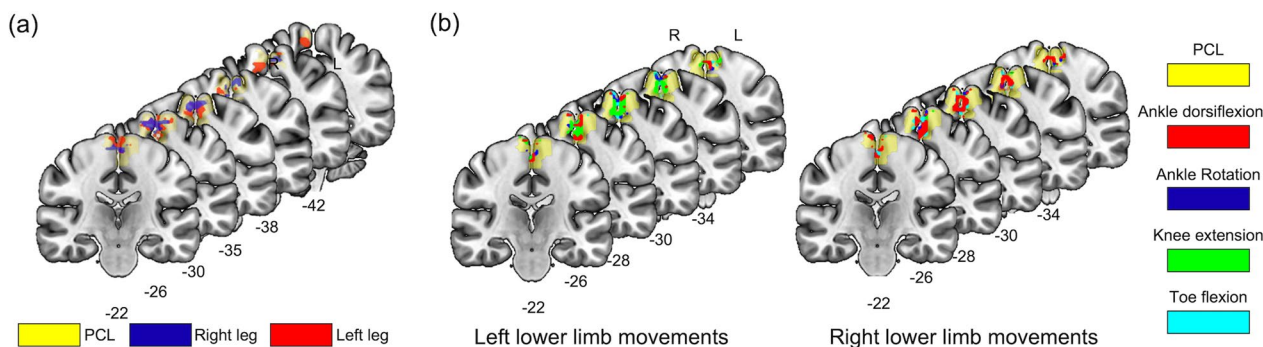 (a)
R
L
-42
-38
-35
-30
-26
-22
PCL
Right leg
Left leg
(b)
R
L
-34
-30
-28
-26
-22
Left lower limb movements
-34
-30
-28
-26
-22
Right lower limb movements
PCL
Ankle dorsiflexion
Ankle Rotation
Knee extension
Toe flexion